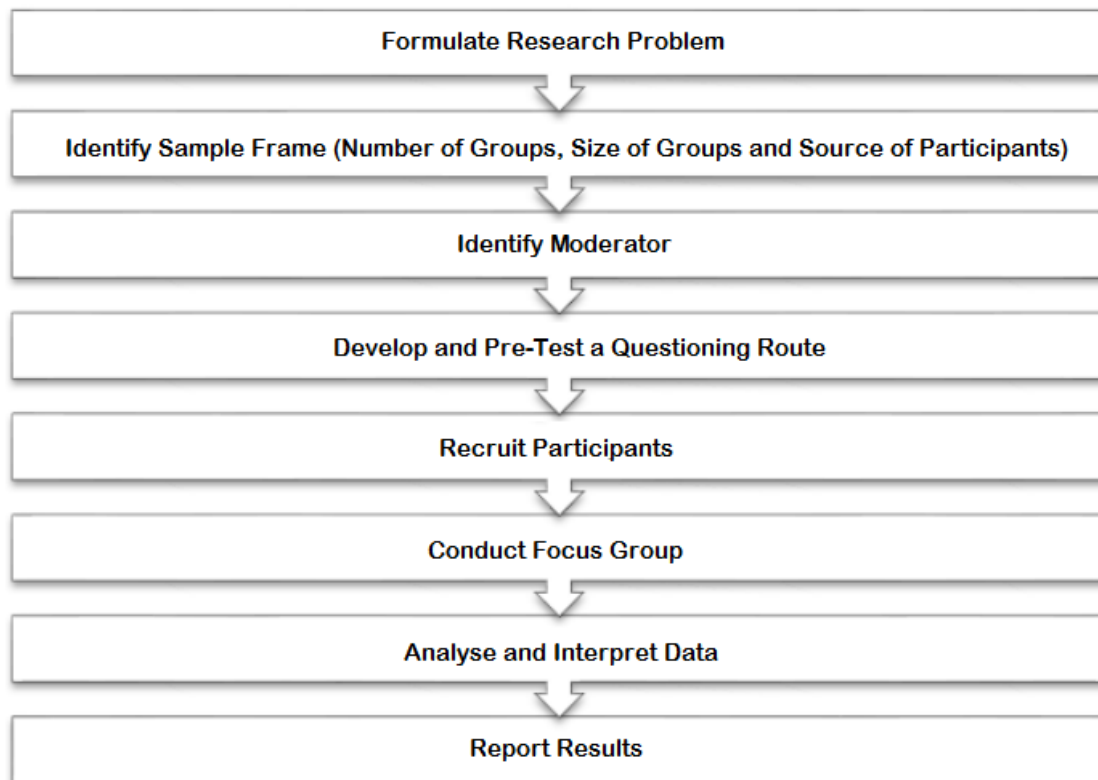 Formulate Research Problem
Identify Sample Frame (Number of Groups, Size of Groups and Source of Participants)
Identify Moderator
Develop and Pre-Test a Questioning Route
Recruit Participants
Conduct Focus Group
Analyse and Interpret Data
Report Results